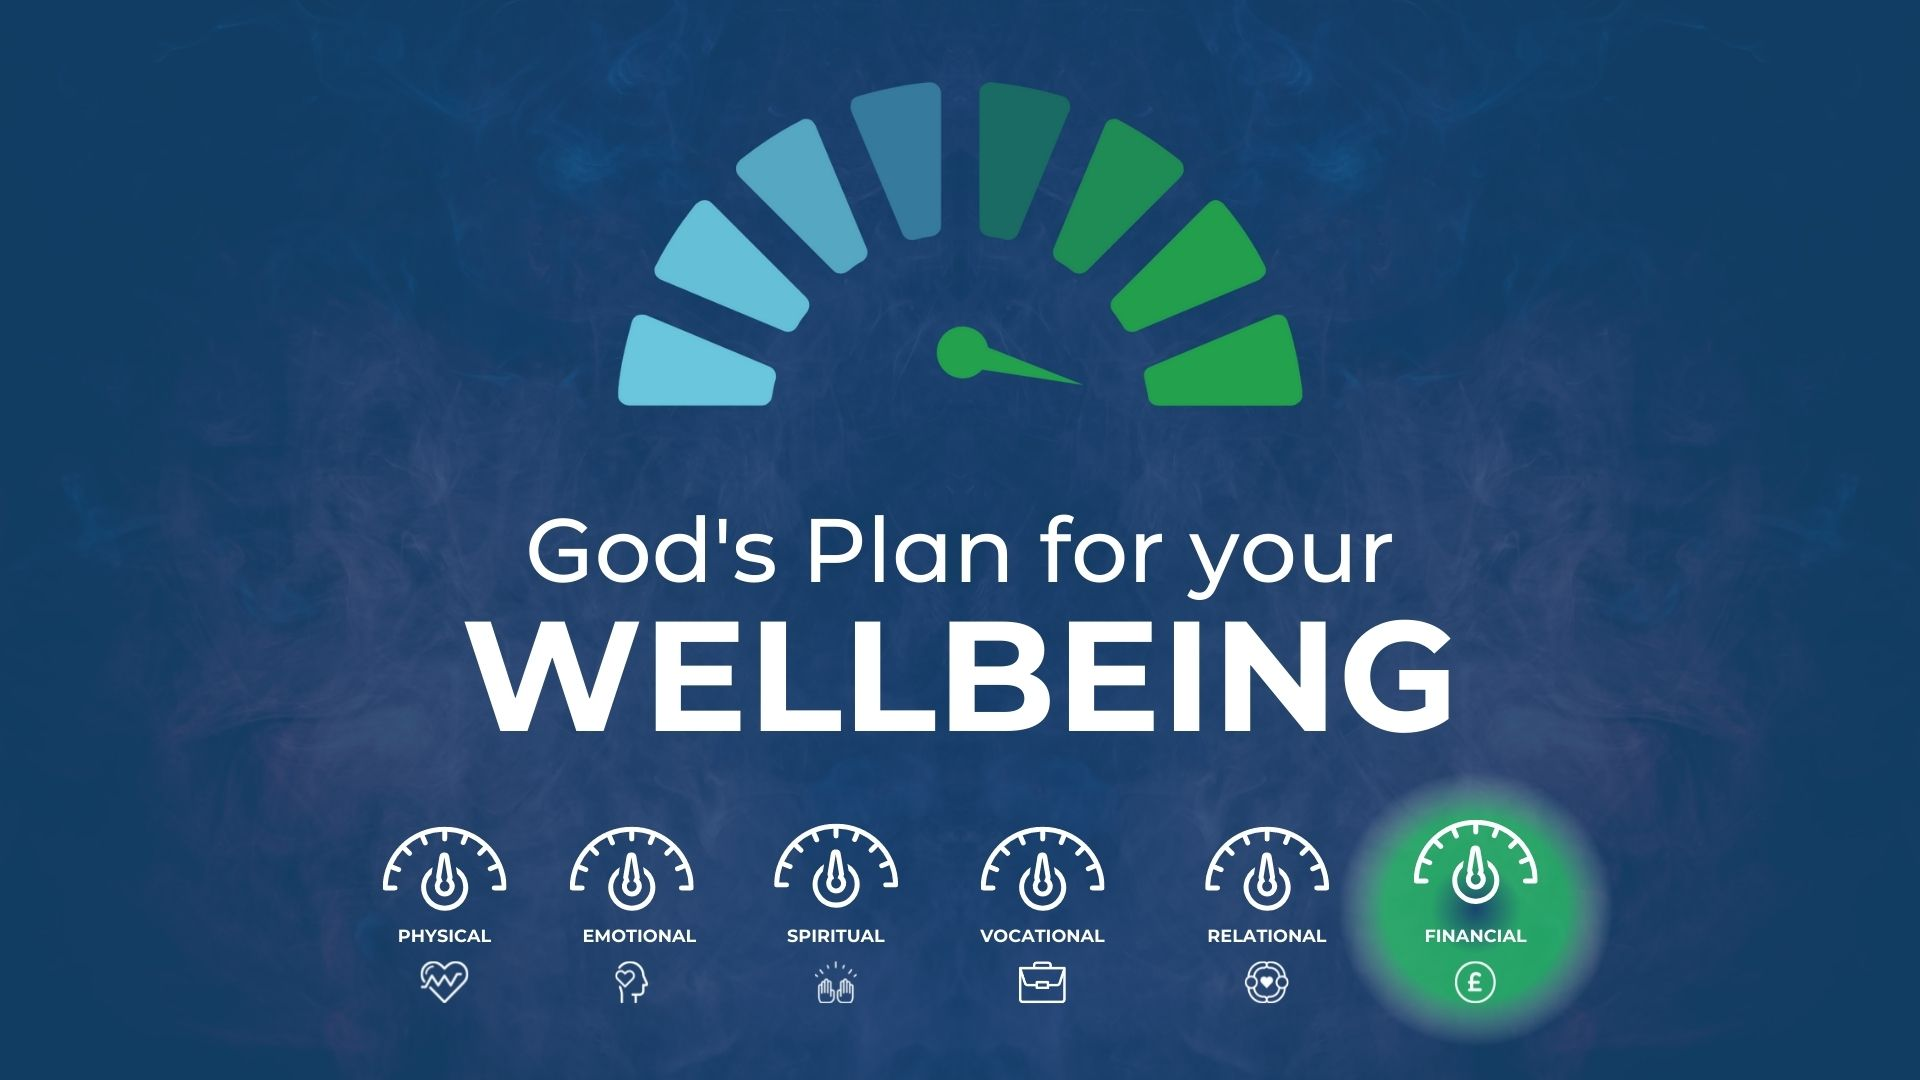 God's Plan for your
WELLBEING
PHYSICAL EMOTIONAL SPIRITUAL VOCATIONAL RELATIONAL FINANCIAL
£